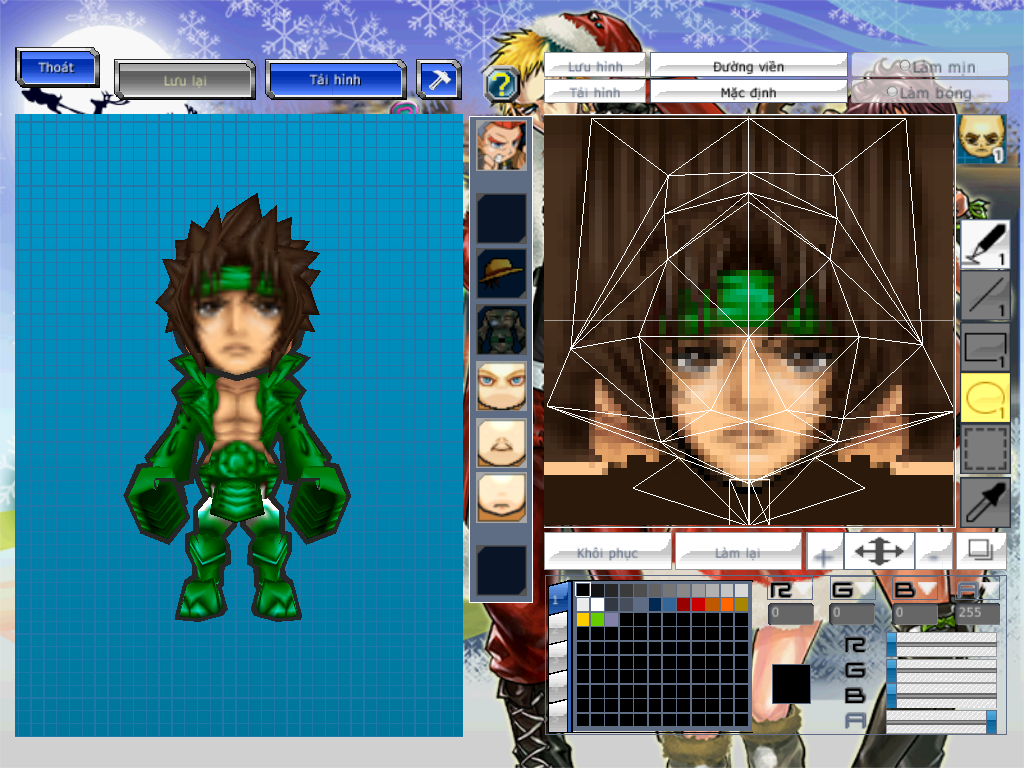 Thoát
Lưu lại
Tải hình
?
Lưu hình
Đường viền
Làm mịn
Tải hình
Mặc định
Làm bóng
1
1
1
1
1
Khôi phục
Làm lại
+
-
1
R
G
B
A
0
0
0
255
R
G
B
A